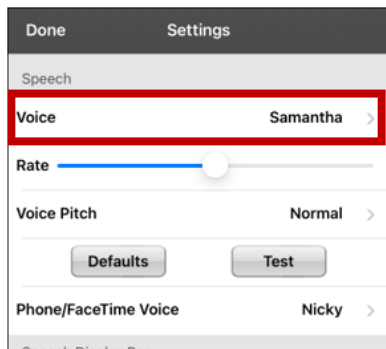 Done Settings
Speech
Voice Samantha
Rate
Voice Pitch Normal
Defaults Test
Phone/FaceTime Voice Nicky